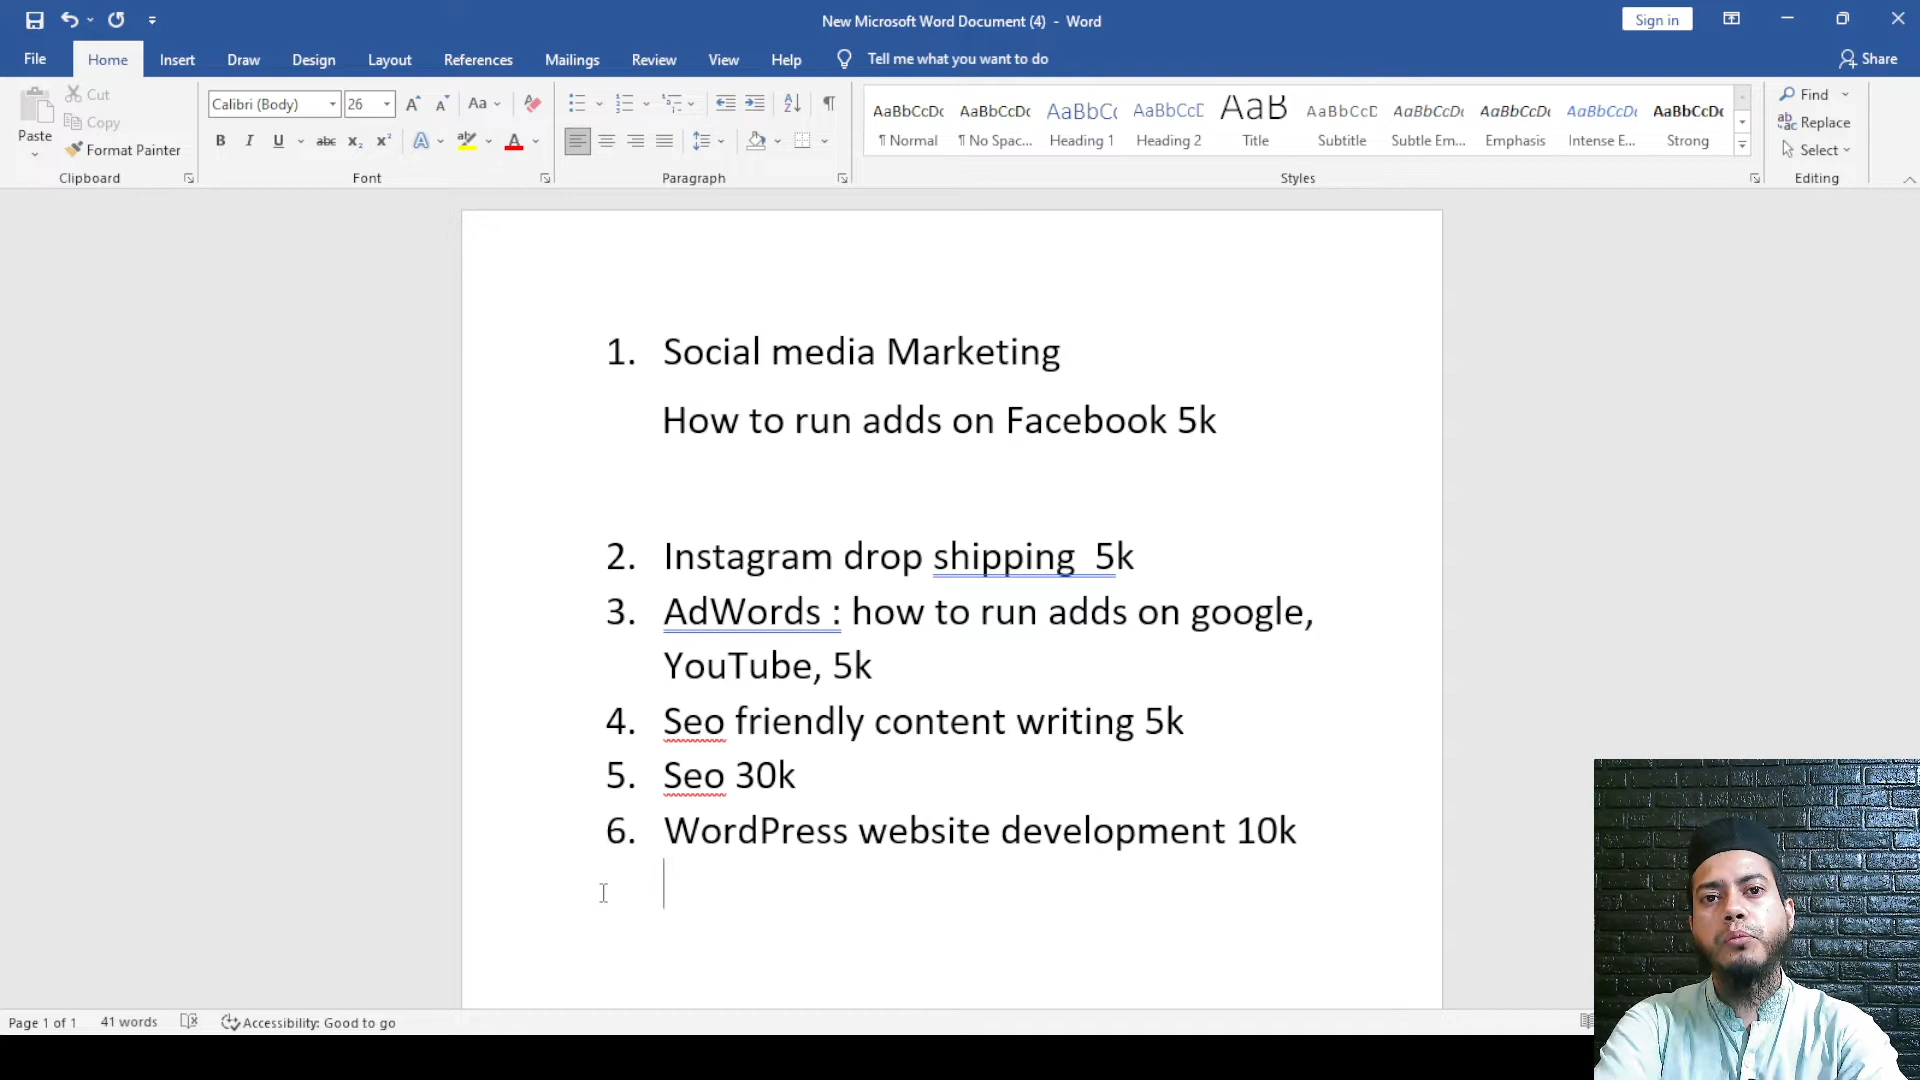 New Microsoft Word Document (4) - Word
Sign in
File Home Insert Draw Design Layout References Mailings Review View Help Tell me what you want to do Share
Paste
Cut
Copy
Format Painter
Clipboard
Calibri (Body) 26
Font
Paragraph
AaBbCcDc AaBbCcDc AaBbCc AaBbCcD AaB AaBbCcD AaBbCcDc AaBbCcDc AaBbCcDc AaBbCcDc
¶ Normal ¶ No Spac... Heading 1 Heading 2 Title Subtitle Subtle Em... Emphasis Intense E... Strong
Styles
Find
Replace
Select
Editing
1. Social media Marketing
How to run adds on Facebook 5k
2. Instagram drop shipping  5k
3. AdWords : how to run adds on google,
YouTube, 5k
4. Seo friendly content writing 5k
5. Seo 30k
6. WordPress website development 10k
Page 1 of 1 41 words Accessibility: Good to go